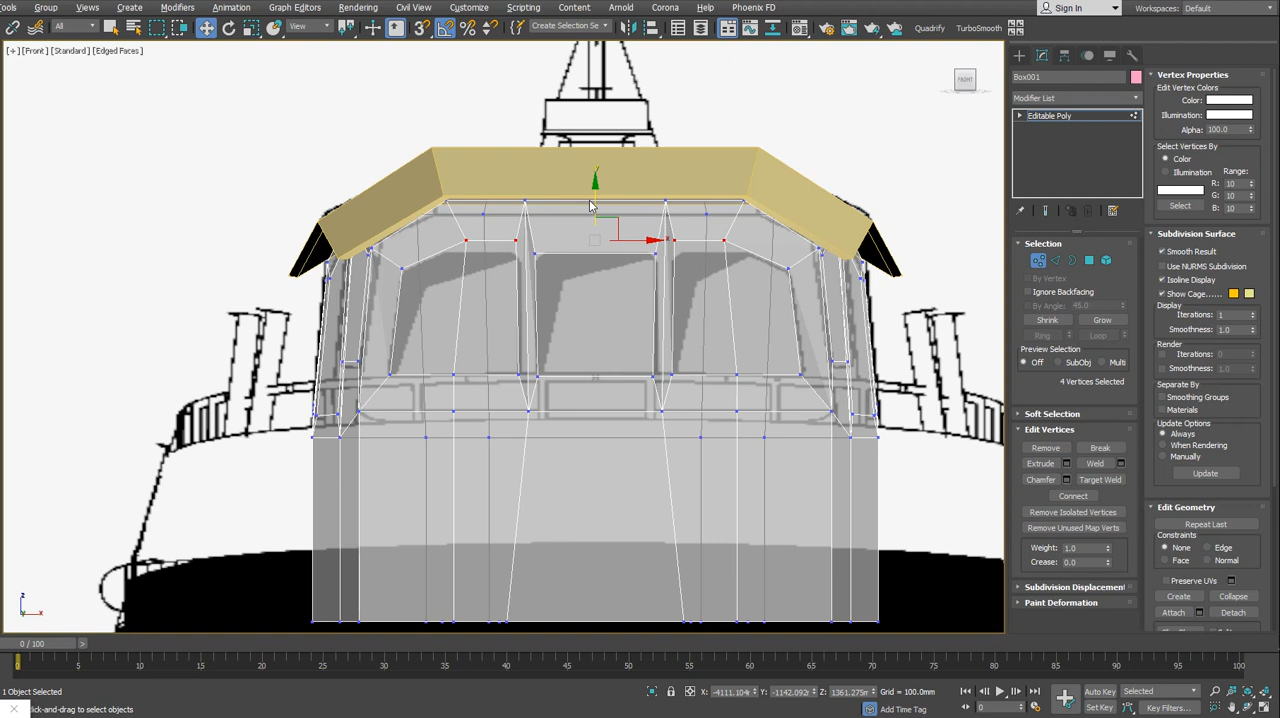 Tools Group Views Create Modifiers Animation Graph Editors Rendering Civil View Customize Scripting Content Arnold Corona Help Phoenix FD Sign In Workspaces: Default
All View Create Selection Se Quadrify TurboSmooth
[+] [Front] [Standard] [Edged Faces]
FRONT
Box001
Modifier List
Editable Poly
Selection
By Vertex
Ignore Backfacing
By Angle: 45.0
Shrink Grow
Ring Loop
Preview Selection
Off SubObj Multi
4 Vertices Selected
Soft Selection
Edit Vertices
Remove Break
Extrude Weld
Chamfer Target Weld
Connect
Remove Isolated Vertices
Remove Unused Map Verts
Weight: 1.0
Crease: 0.0
Subdivision Displacement
Paint Deformation
Vertex Properties
Edit Vertex Colors
Color:
Illumination:
Alpha: 100.0
Select Vertices By
Color
Illumination Range:
R: 10
G: 10
B: 10
Select
Subdivision Surface
Smooth Result
Use NURMS Subdivision
Isoline Display
Show Cage......
Display
Iterations: 1
Smoothness: 1.0
Render
Iterations: 0
Smoothness: 1.0
Separate By
Smoothing Groups
Materials
Update Options
Always
When Rendering
Manually
Update
Edit Geometry
Repeat Last
Constraints
None Edge
Face Normal
Preserve UVs
Create Collapse
Attach Detach
z
x
0 / 100
0 5 10 15 20 25 30 35 40 45 50 55 60 65 70 75 80 85 90 95 100
1 Object Selected
X: -4111.104 Y: -1142.092 Z: 1361.275m Grid = 100.0mm
click-and-drag to select objects
Add Time Tag
0
Auto Key Selected
Set Key Key Filters...